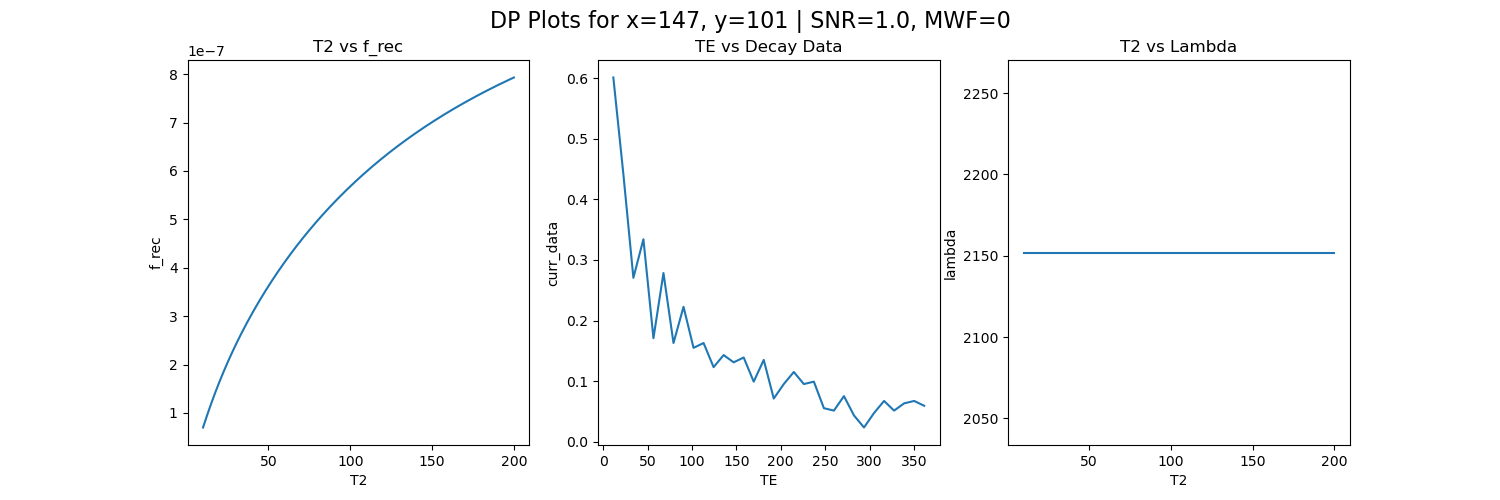 DP Plots for x=147, y=101 | SNR=1.0, MWF=0
T2 vs f_rec
1e−7
8
7
6
5
4
3
2
1
f_rec
50 100 150 200
T2
TE vs Decay Data
0.6
0.5
0.4
0.3
0.2
0.1
0.0
curr_data
0 50 100 150 200 250 300 350
TE
T2 vs Lambda
2250
2200
2150
2100
2050
lambda
50 100 150 200
T2